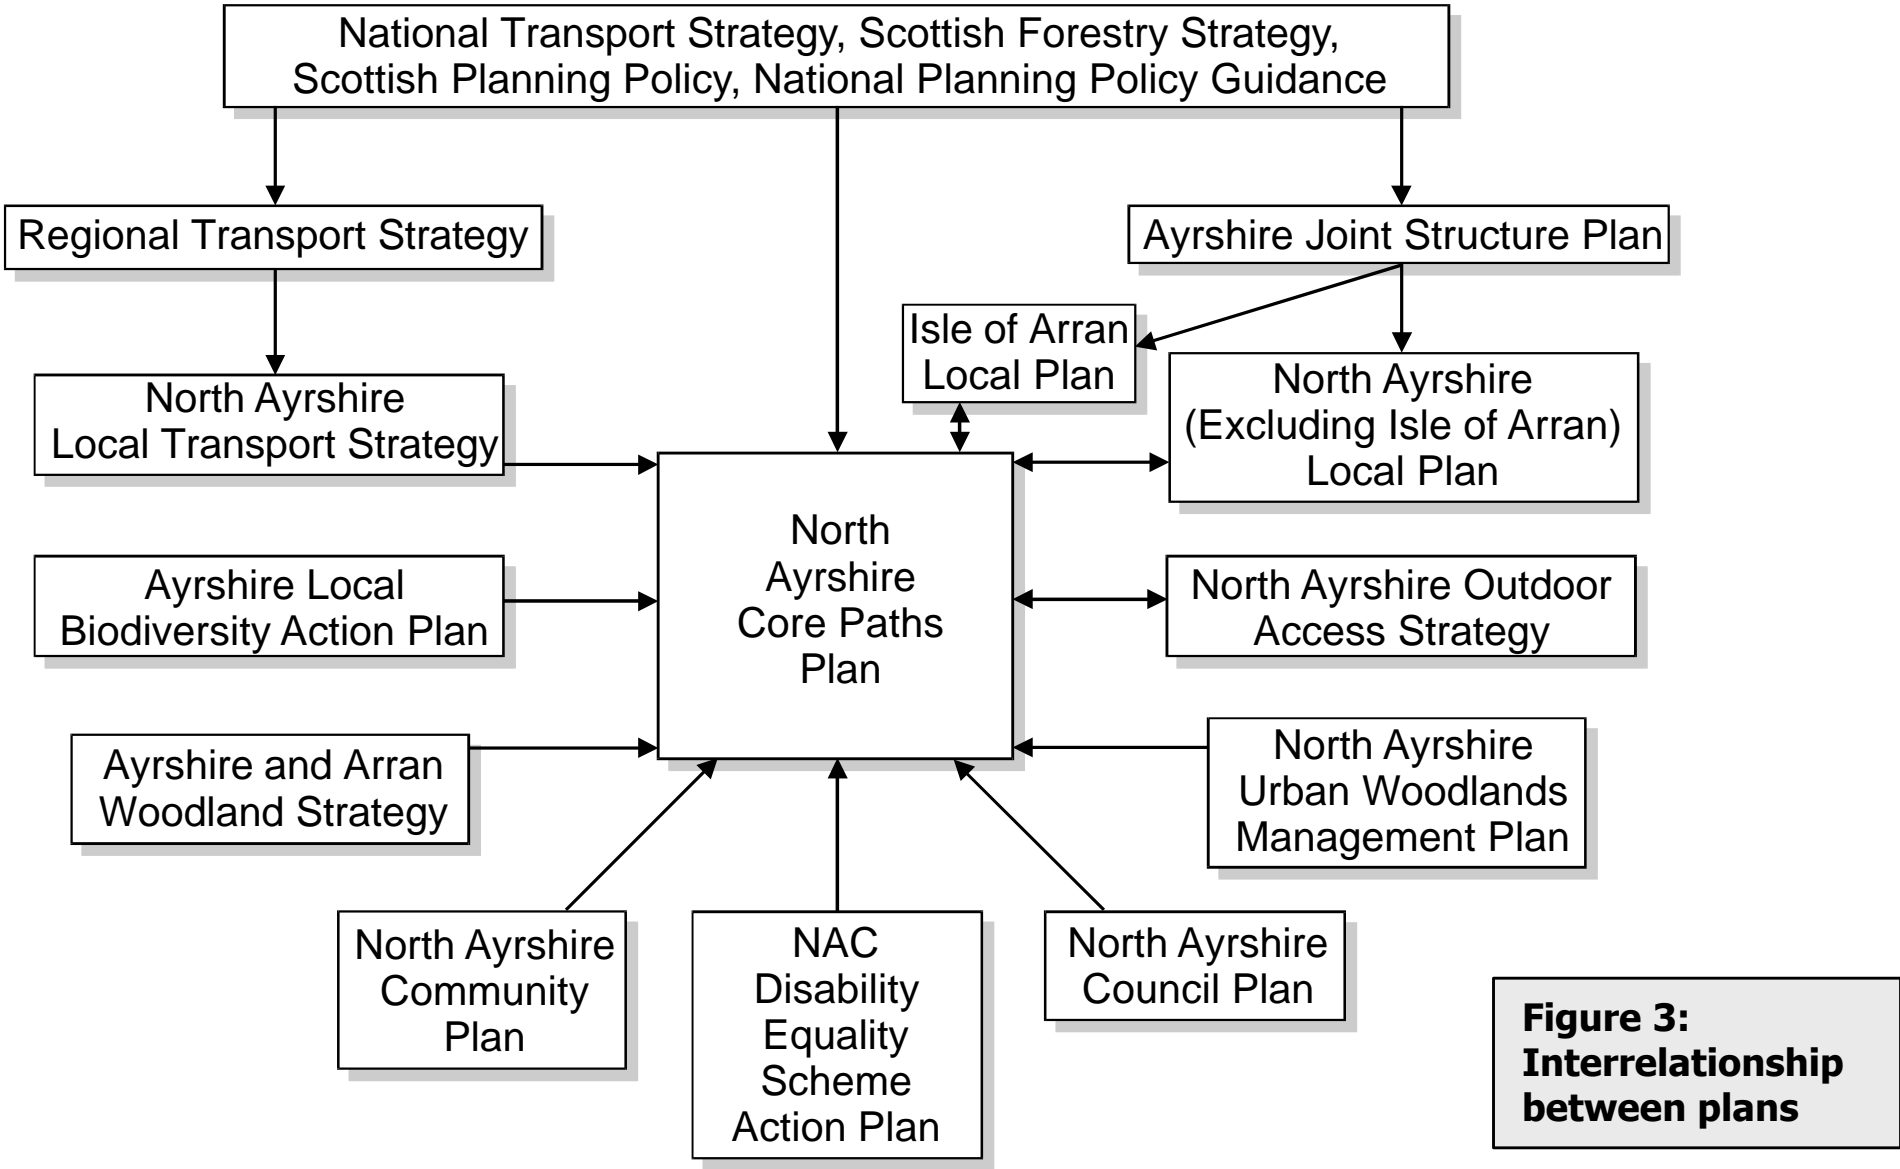 National Transport Strategy, Scottish Forestry Strategy,
Scottish Planning Policy, National Planning Policy Guidance
Regional Transport Strategy
Ayrshire Joint Structure Plan
Isle of Arran
Local Plan
North Ayrshire
(Excluding Isle of Arran)
Local Plan
North Ayrshire
Local Transport Strategy
North
Ayrshire
Core Paths
Plan
Ayrshire Local
Biodiversity Action Plan
North Ayrshire Outdoor
Access Strategy
Ayrshire and Arran
Woodland Strategy
North Ayrshire
Urban Woodlands
Management Plan
North Ayrshire
Community
Plan
NAC
Disability
Equality
Scheme
Action Plan
North Ayrshire
Council Plan
Figure 3:
Interrelationship
between plans